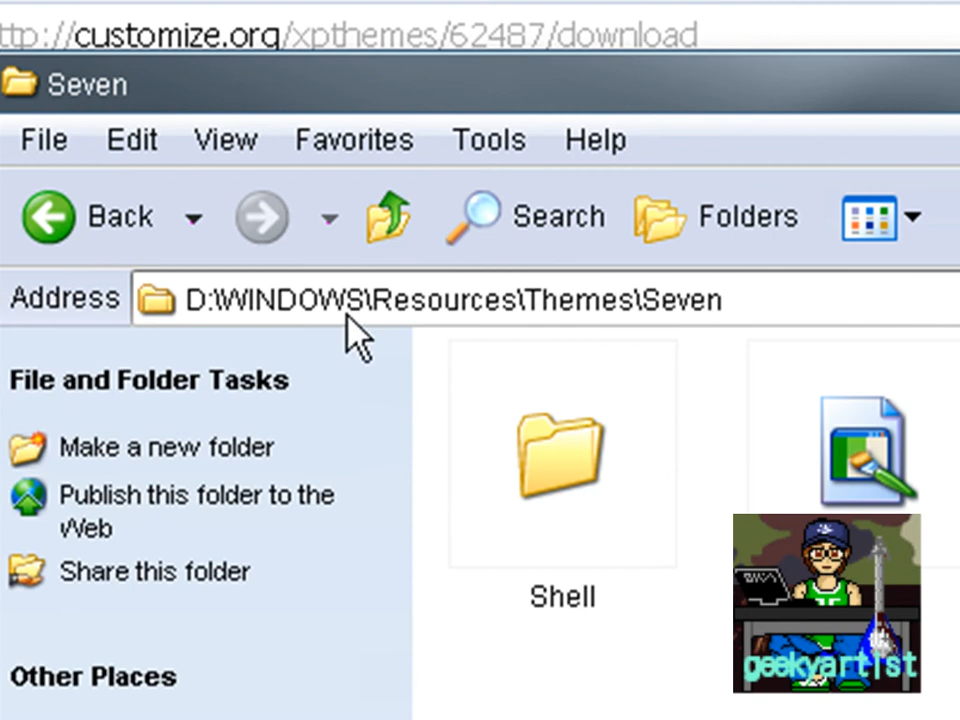 ttp://customize.org/xpthemes/62487/download
Seven
File Edit View Favorites Tools Help
Back Search Folders
Address D:\WINDOWS\Resources\Themes\Seven
File and Folder Tasks
Make a new folder
Publish this folder to the
Web
Share this folder
Other Places
Shell
geekyartist